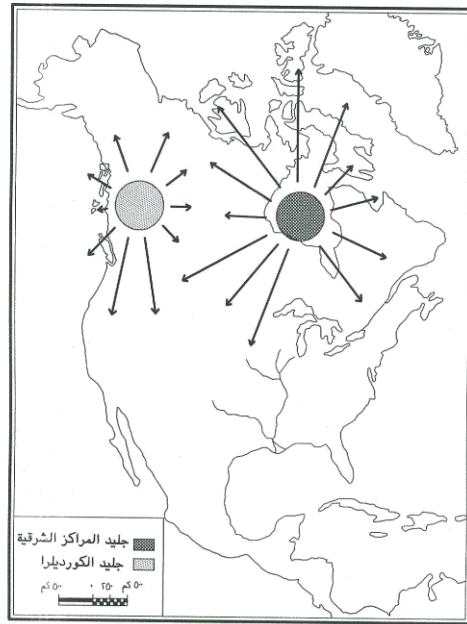 جليد المراكز الشرقية
جليد الكورديلرا
٥٠٠ كم ٢٥٠ ٠ ٥٠٠ كم